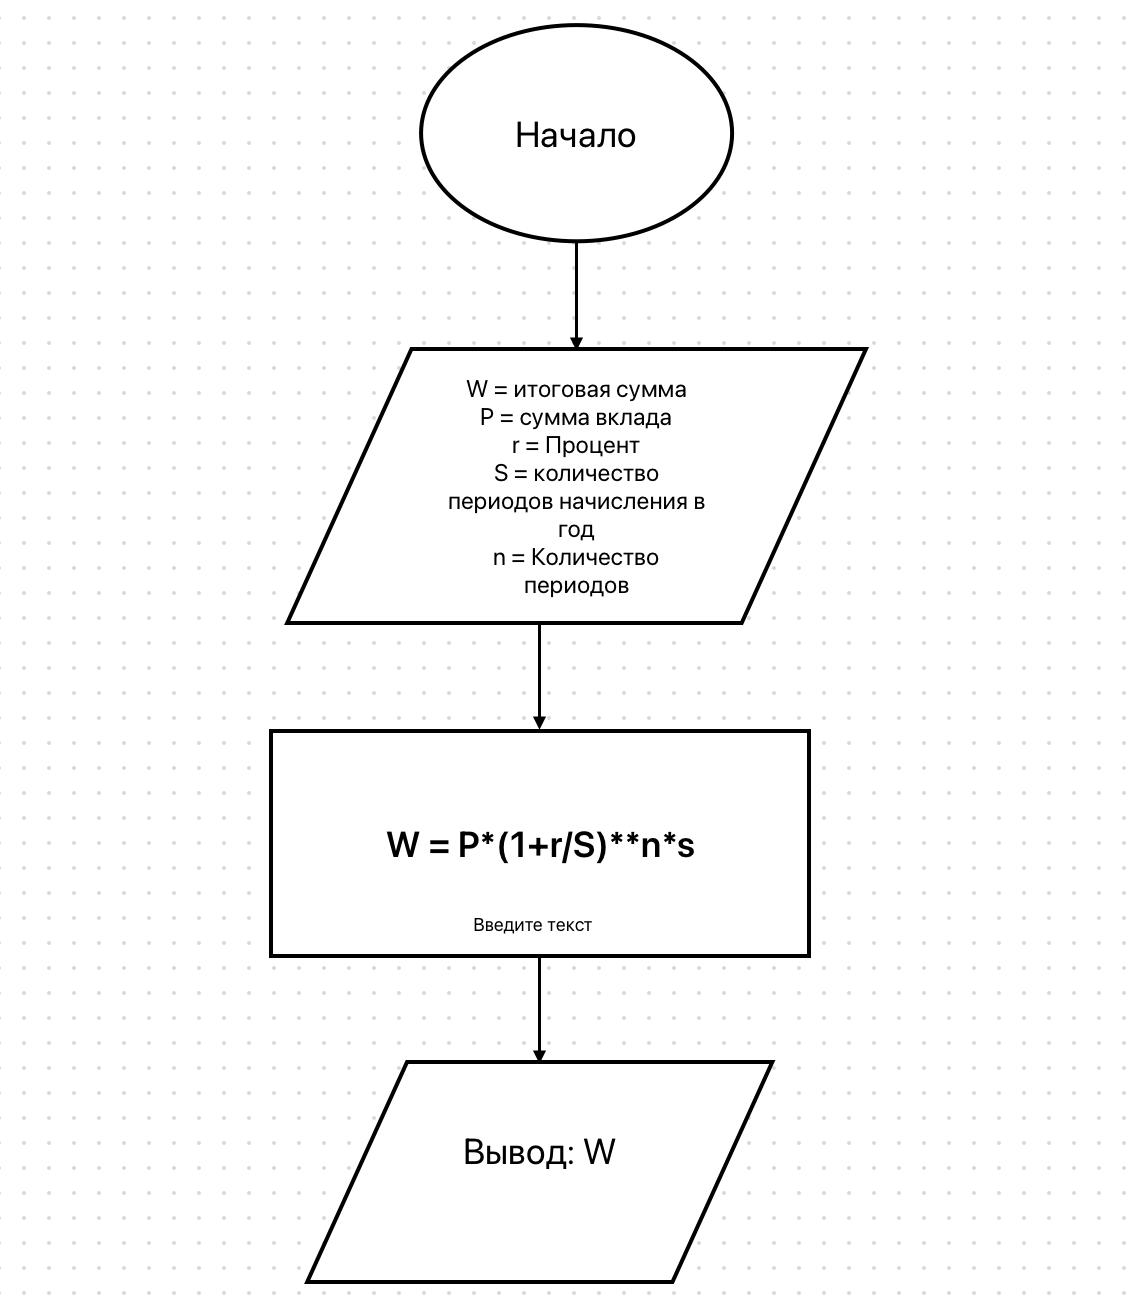 Начало
W = итоговая сумма
P = сумма вклада
r = Процент
S = количество
периодов начисления в
год
n = Количество
периодов
W = P*(1+r/S)**n*s
Введите текст
Вывод: W